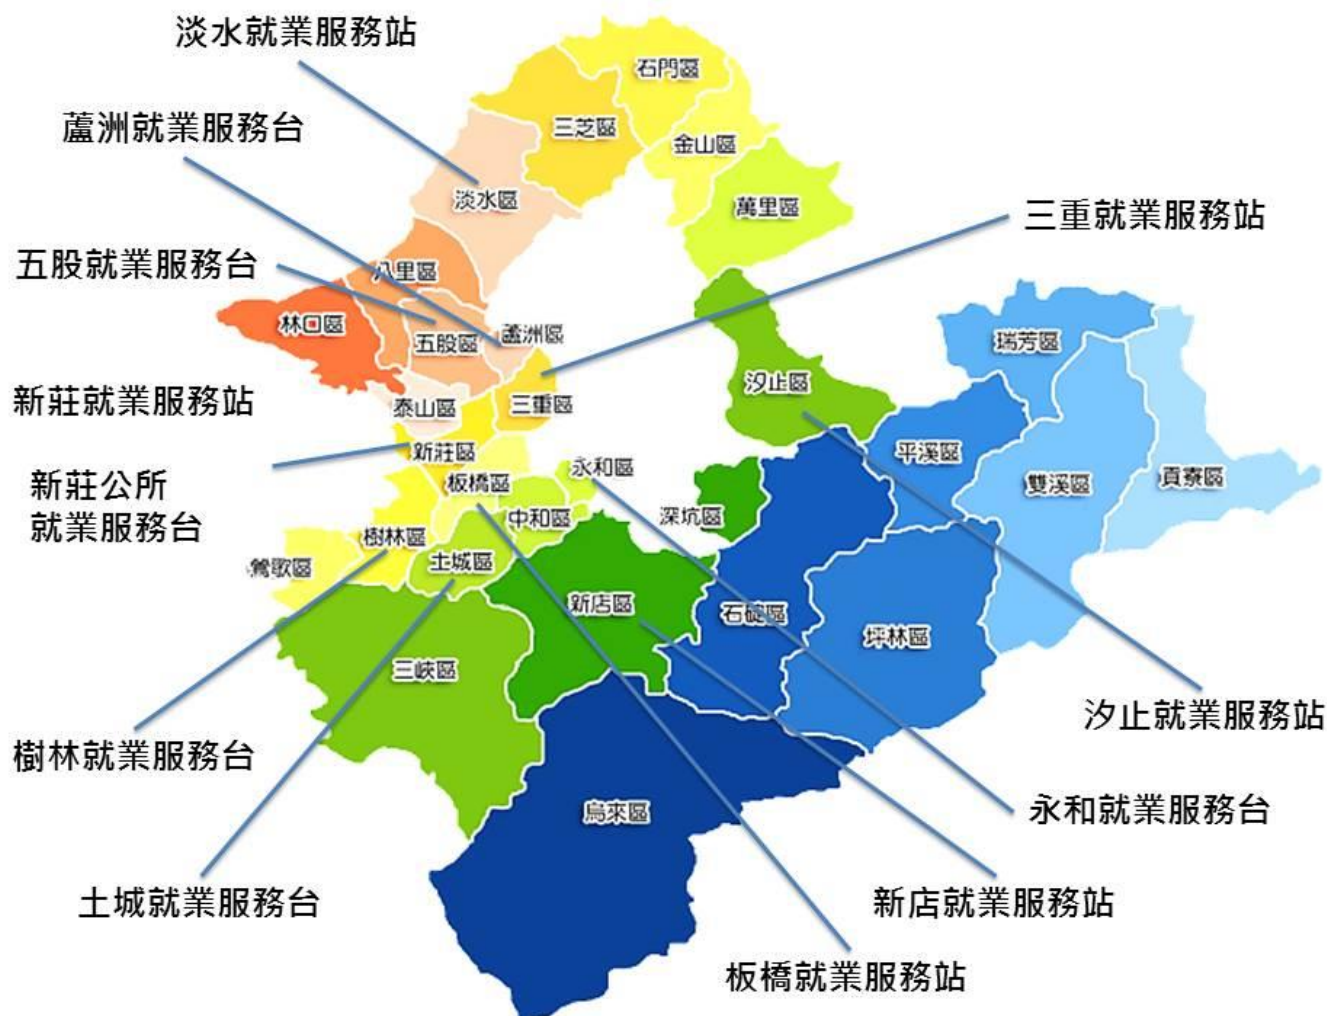 淡水就業服務站
石門區
三芝區
蘆洲就業服務台
金山區
淡水區
萬里區
三重就業服務站
五股就業服務台
八里區
林口區
五股區
蘆洲區
瑞芳區
汐止區
新莊就業服務站
泰山區
三重區
新莊區
平溪區
永和區
貢寮區
雙溪區
板橋區
新莊公所
就業服務台
中和區
深坑區
樹林區
土城區
鶯歌區
新店區
石碇區
坪林區
三峽區
汐止就業服務站
樹林就業服務台
烏來區
永和就業服務台
土城就業服務台
新店就業服務站
板橋就業服務站